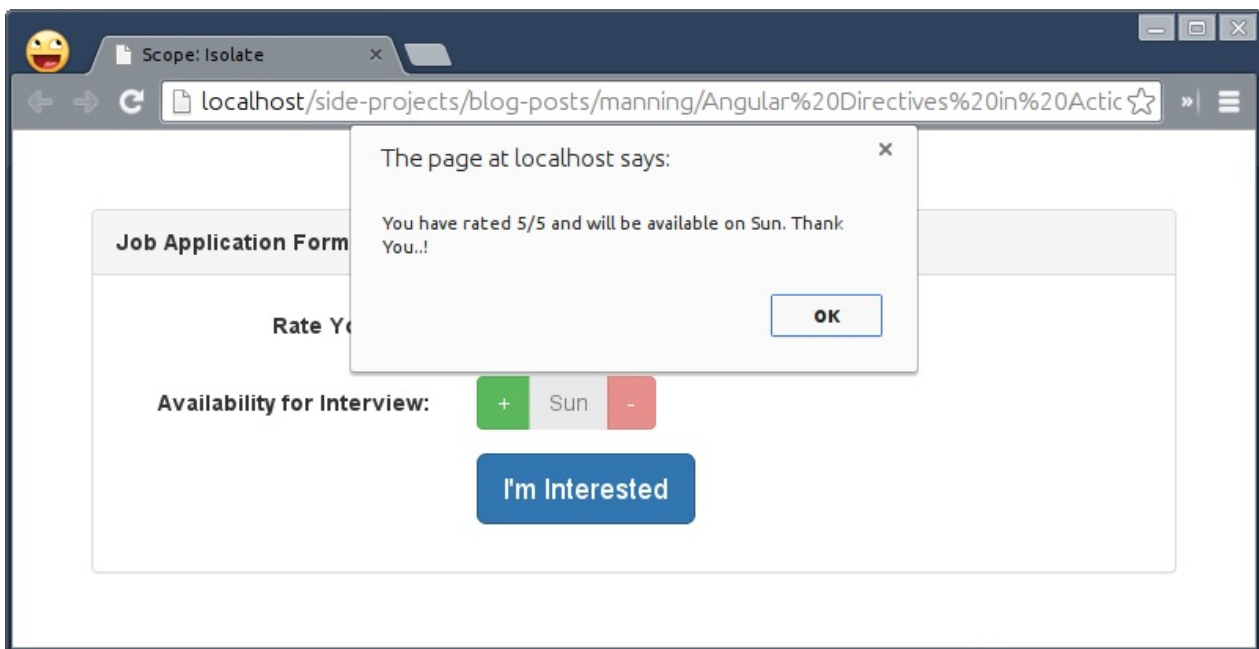 Scope: Isolate
localhost/side-projects/blog-posts/manning/Angular%20Directives%20in%20Actic
The page at localhost says:
You have rated 5/5 and will be available on Sun. Thank
You..!
OK
Job Application Form
Rate Yo
Availability for Interview:
+ Sun -
I'm Interested